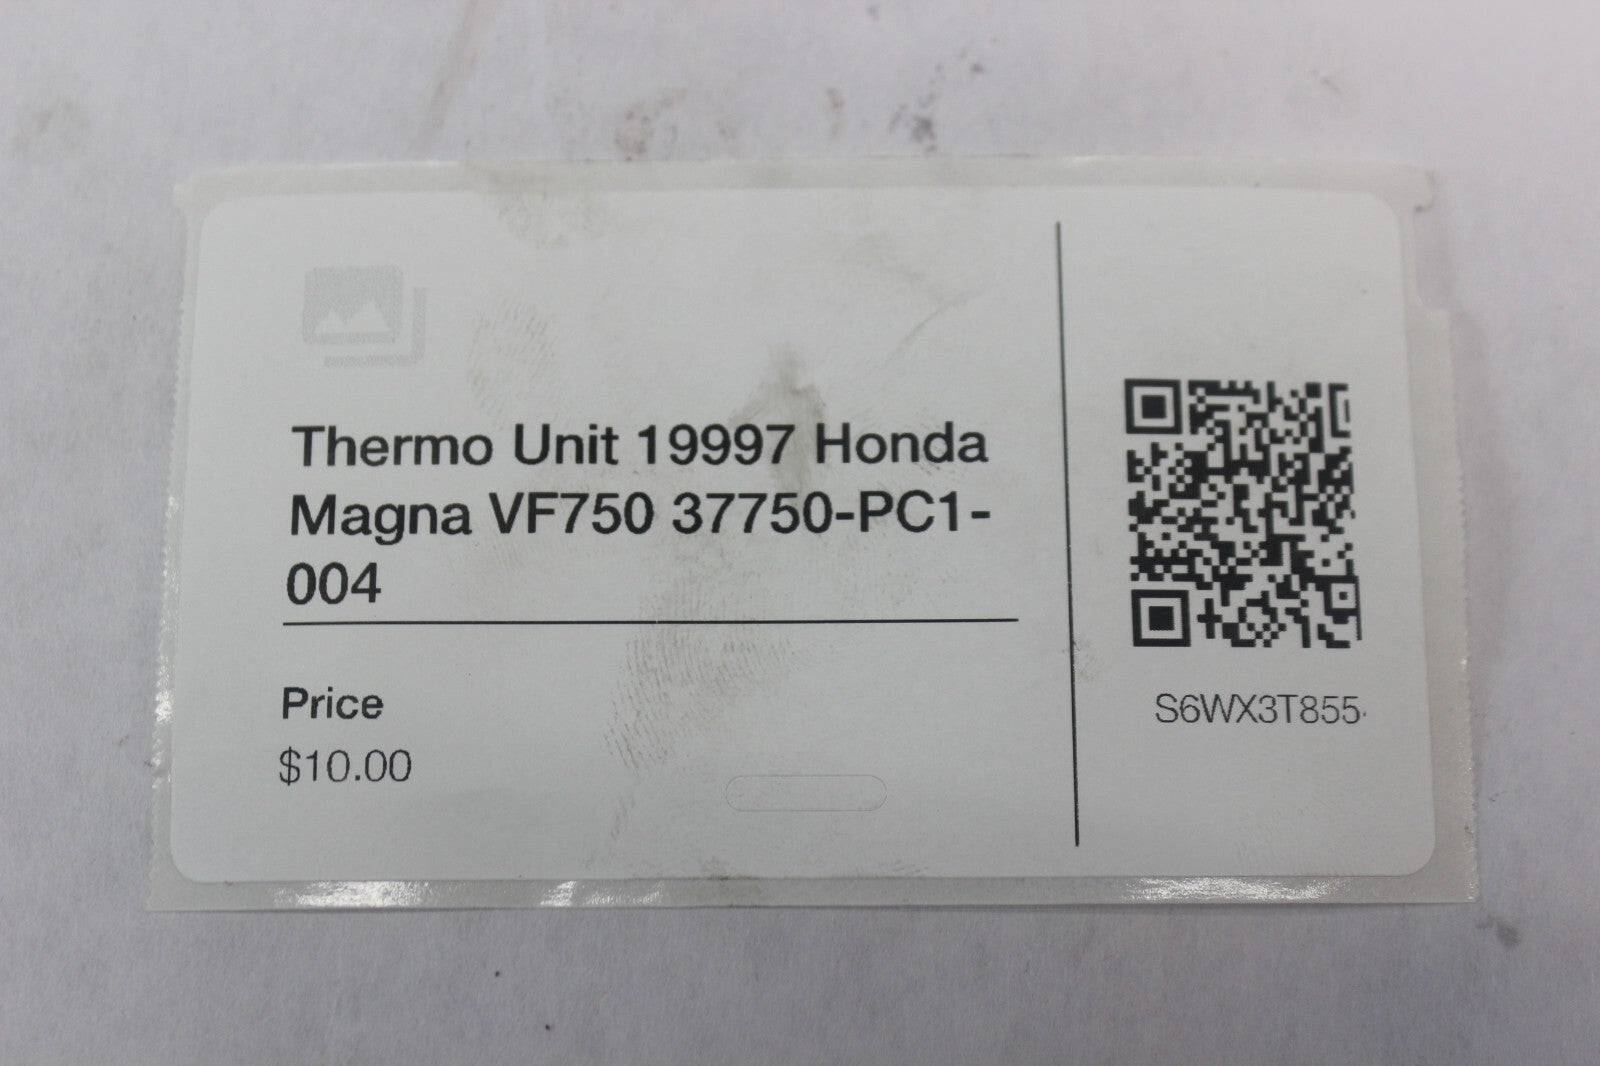 Thermo Unit 19997 Honda
Magna VF750 37750-PC1-
004
Price
$10.00
S6WX3T855